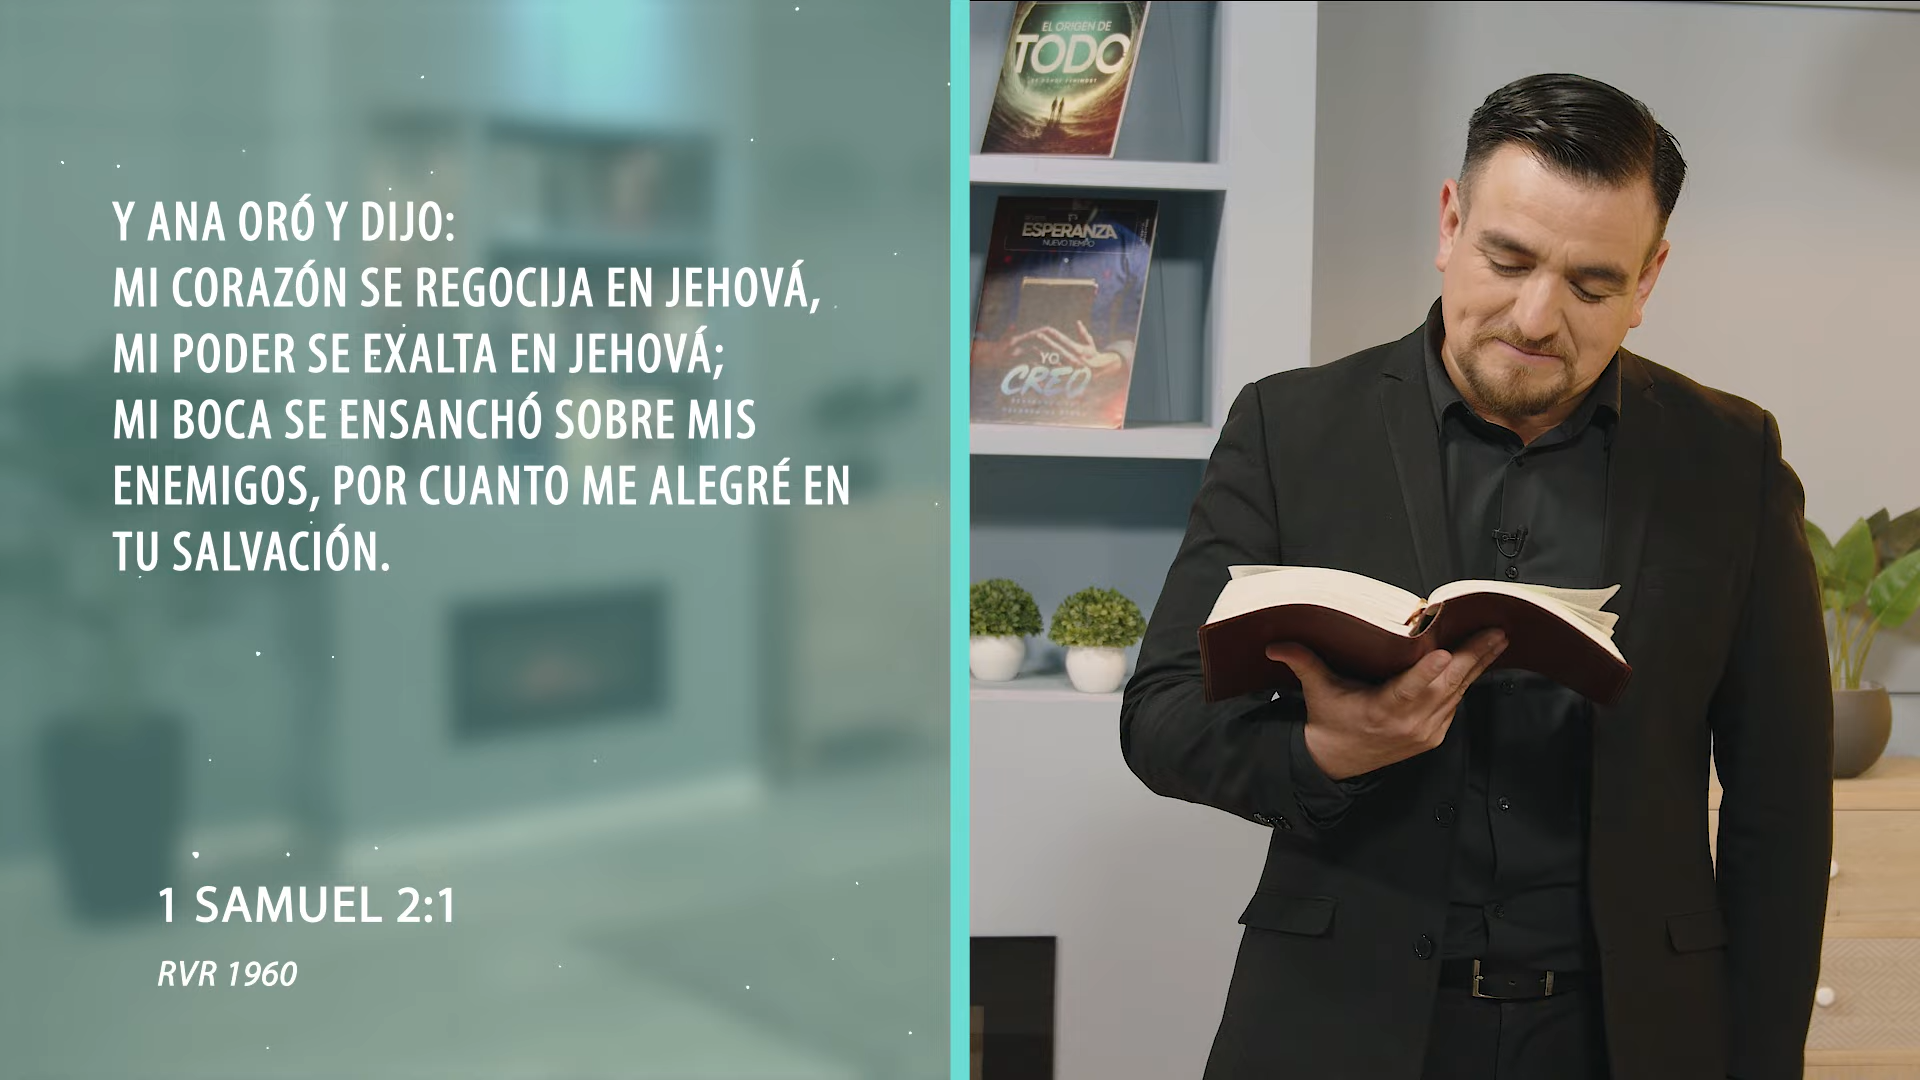 Y ANA ORÓ Y DIJO:
MI CORAZÓN SE REGOCIJA EN JEHOVÁ,
MI PODER SE EXALTA EN JEHOVÁ;
MI BOCA SE ENSANCHÓ SOBRE MIS
ENEMIGOS, POR CUANTO ME ALEGRÉ EN
TU SALVACIÓN.
1 SAMUEL 2:1
RVR 1960
EL ORIGEN DE
TODO
ESPERANZA
NUEVO TIEMPO
YO
CREO